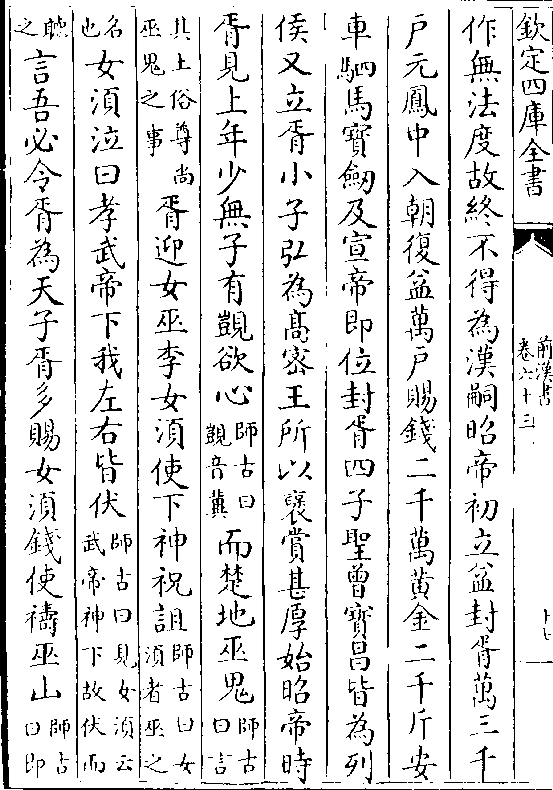 欽定四庫全書
前漢書
卷六十三
十七
作無法度故終不得為漢嗣昭帝初立益封胥萬三千
戶元鳳中入朝復益萬戶賜錢二千萬黃金二千斤安
車駟馬寶劒及宣帝即位封胥四子聖曾寶昌皆為列
侯又立胥小子弘為髙宻王所以襃賞甚厚始昭帝時
胥見上年少無子有覬欲心師古曰覬音冀而楚地巫鬼師古曰言
其土俗尊尚巫鬼之事胥迎女巫李女須使下神祝詛師古曰女須者巫之
名也女須泣曰孝武帝下我左右皆伏師古曰見女須云武帝神下故伏而
聽之言吾必令胥為天子胥多賜女須錢使禱巫山師古曰即